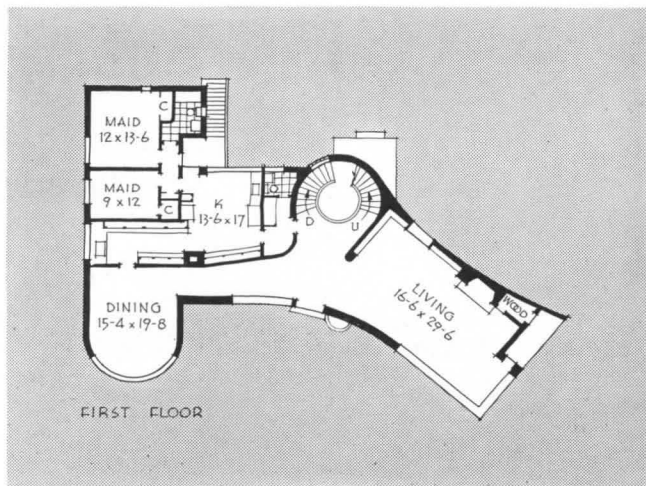 MAID
12 x 13-6
C
MAID
9 x 12
C
K
13-6 x 17
D
U
LIVING
16-6 x 29-6
WOOD
DINING
15-4 x 19-8
FIRST FLOOR